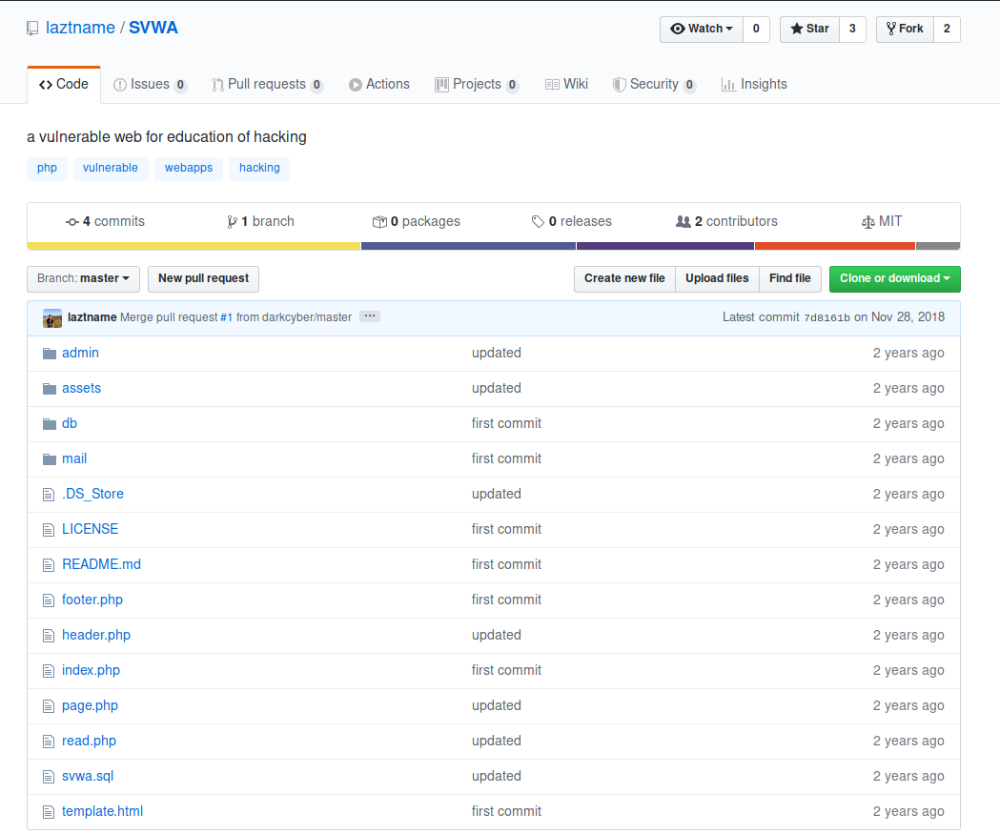 laztname / SVWA Watch 0 Star 3 Fork 2
Code Issues 0 Pull requests 0 Actions Projects 0 Wiki Security 0 Insights
a vulnerable web for education of hacking
php vulnerable webapps hacking
4 commits 1 branch 0 packages 0 releases 2 contributors MIT
Branch: master New pull request Create new file Upload files Find file Clone or download
laztname Merge pull request #1 from darkcyber/master ... Latest commit 7d8161b on Nov 28, 2018
admin updated 2 years ago
assets updated 2 years ago
db first commit 2 years ago
mail first commit 2 years ago
.DS_Store updated 2 years ago
LICENSE first commit 2 years ago
README.md first commit 2 years ago
footer.php first commit 2 years ago
header.php updated 2 years ago
index.php first commit 2 years ago
page.php updated 2 years ago
read.php updated 2 years ago
svwa.sql updated 2 years ago
template.html first commit 2 years ago